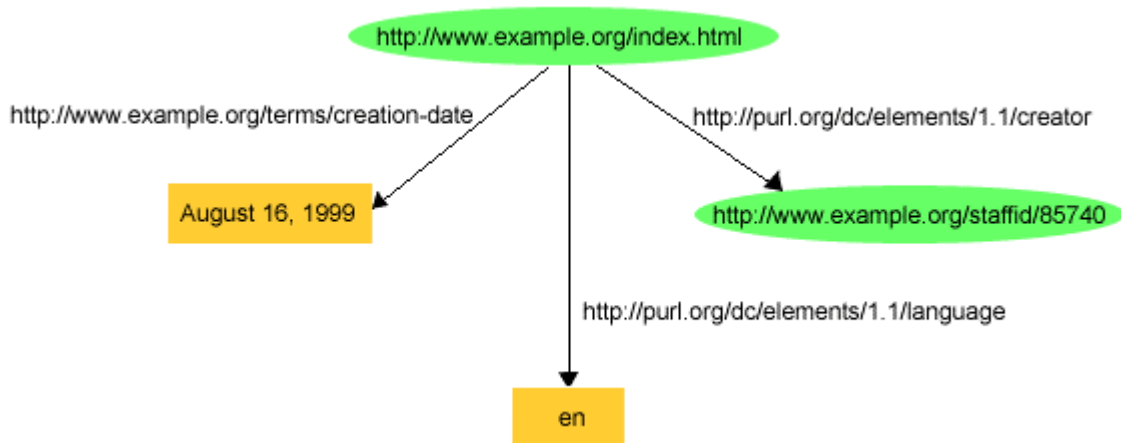 http://www.example.org/index.html
http://www.example.org/terms/creation-date
http://purl.org/dc/elements/1.1/creator
August 16, 1999
http://www.example.org/staffid/85740
http://purl.org/dc/elements/1.1/language
en